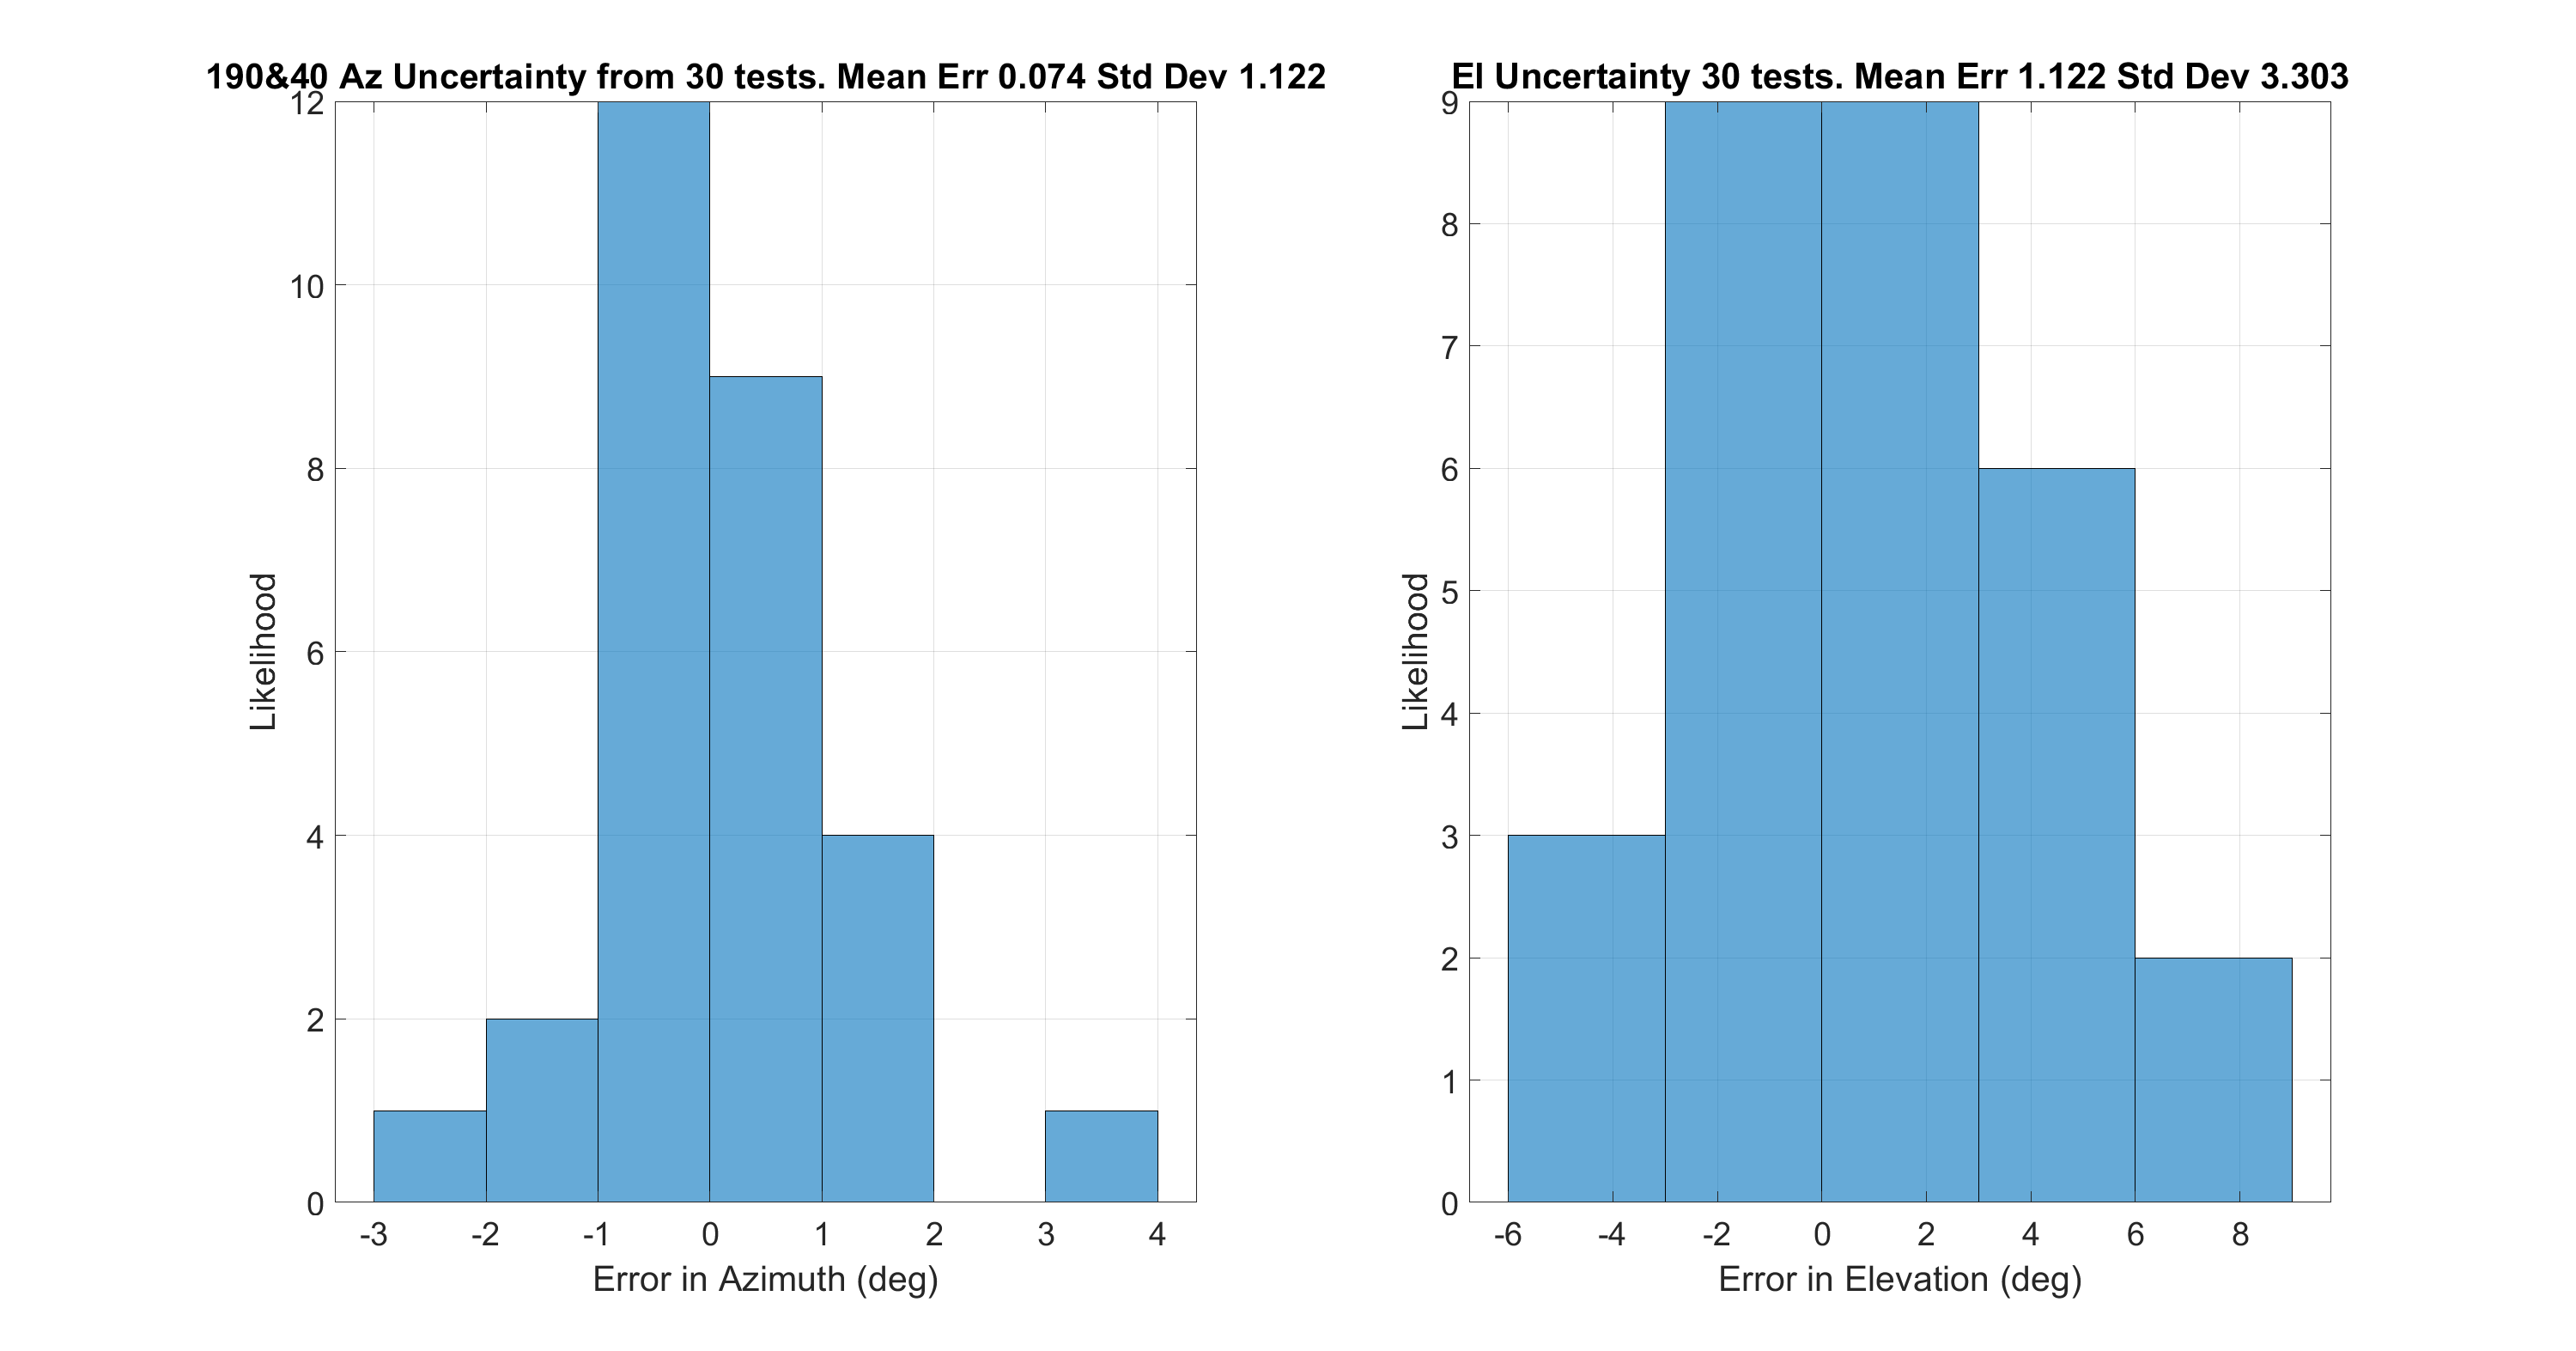 190&40 Az Uncertainty from 30 tests. Mean Err 0.074 Std Dev 1.122
12
10
8
6
4
2
0
Likelihood
-3 -2 -1 0 1 2 3 4
Error in Azimuth (deg)
El Uncertainty 30 tests. Mean Err 1.122 Std Dev 3.303
9
8
7
6
5
4
3
2
1
0
Likelihood
-6 -4 -2 0 2 4 6 8
Error in Elevation (deg)